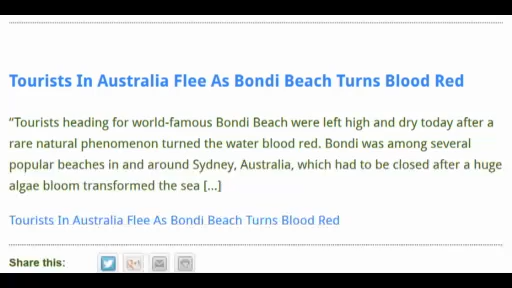 Tourists In Australia Flee As Bondi Beach Turns Blood Red
“Tourists heading for world-famous Bondi Beach were left high and dry today after a
rare natural phenomenon turned the water blood red. Bondi was among several
popular beaches in and around Sydney, Australia, which had to be closed after a huge
algae bloom transformed the sea [...]
Tourists In Australia Flee As Bondi Beach Turns Blood Red
Share this: